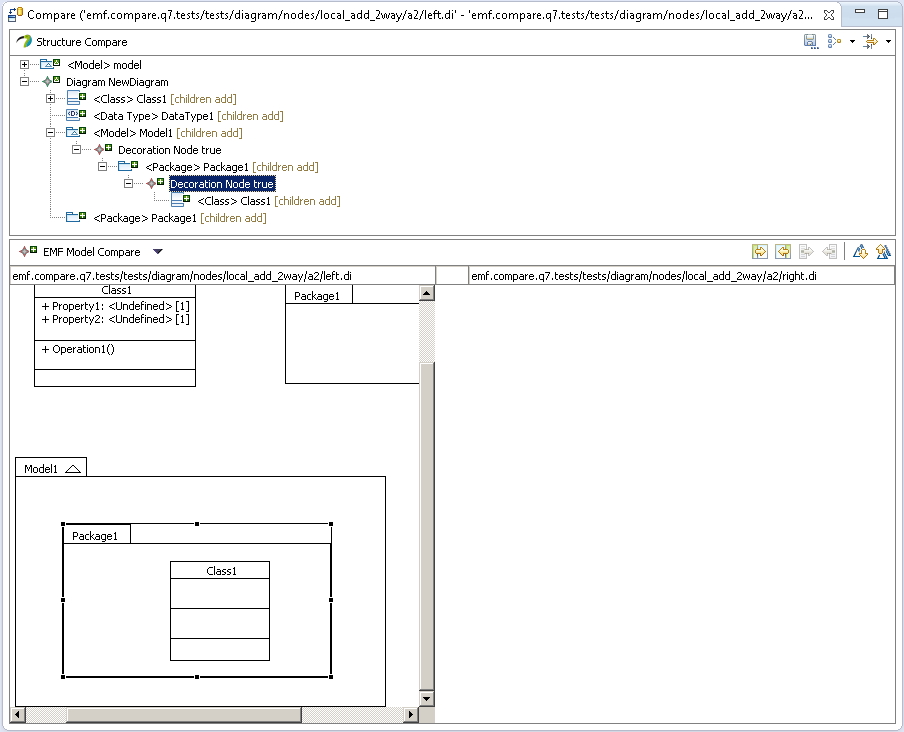 Compare ('emf.compare.q7.tests/tests/diagram/nodes/local_add_2way/a2/left.di' - 'emf.compare.q7.tests/tests/diagram/nodes/local_add_2way/a2...
Structure Compare
<Model> model
Diagram NewDiagram
<Class> Class1 [children add]
<Data Type> DataType1 [children add]
<Model> Model1 [children add]
Decoration Node true
<Package> Package1 [children add]
Decoration Node true
<Class> Class1 [children add]
<Package> Package1 [children add]
EMF Model Compare
emf.compare.q7.tests/tests/diagram/nodes/local_add_2way/a2/left.di
emf.compare.q7.tests/tests/diagram/nodes/local_add_2way/a2/right.di
Class1
+ Property1: <Undefined> [1]
+ Property2: <Undefined> [1]
+ Operation1()
Package1
Model1
Package1
Class1